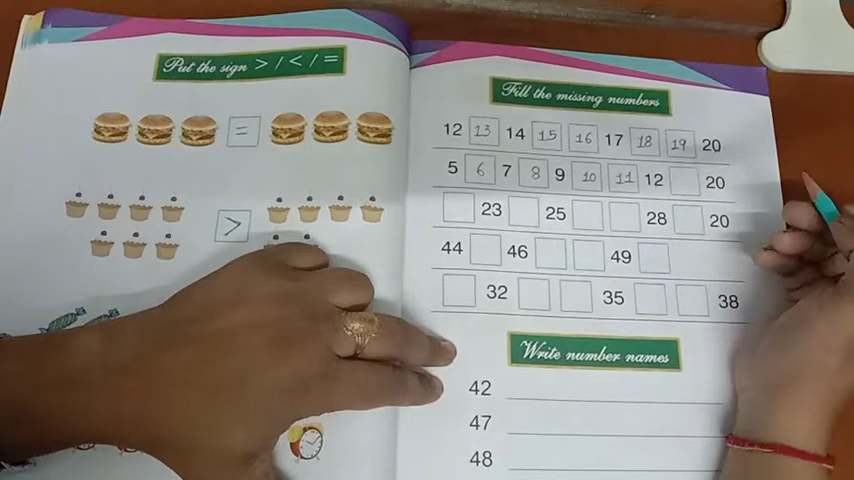 Put the sign > / < / =
=
>
Fill the missing numbers
12 13 14 15 16 17 18 19 20
5 6 7 8 9 10 11 12 20
23 25 28 20
44 46 49
32 35 38
Write number names
42
47
48